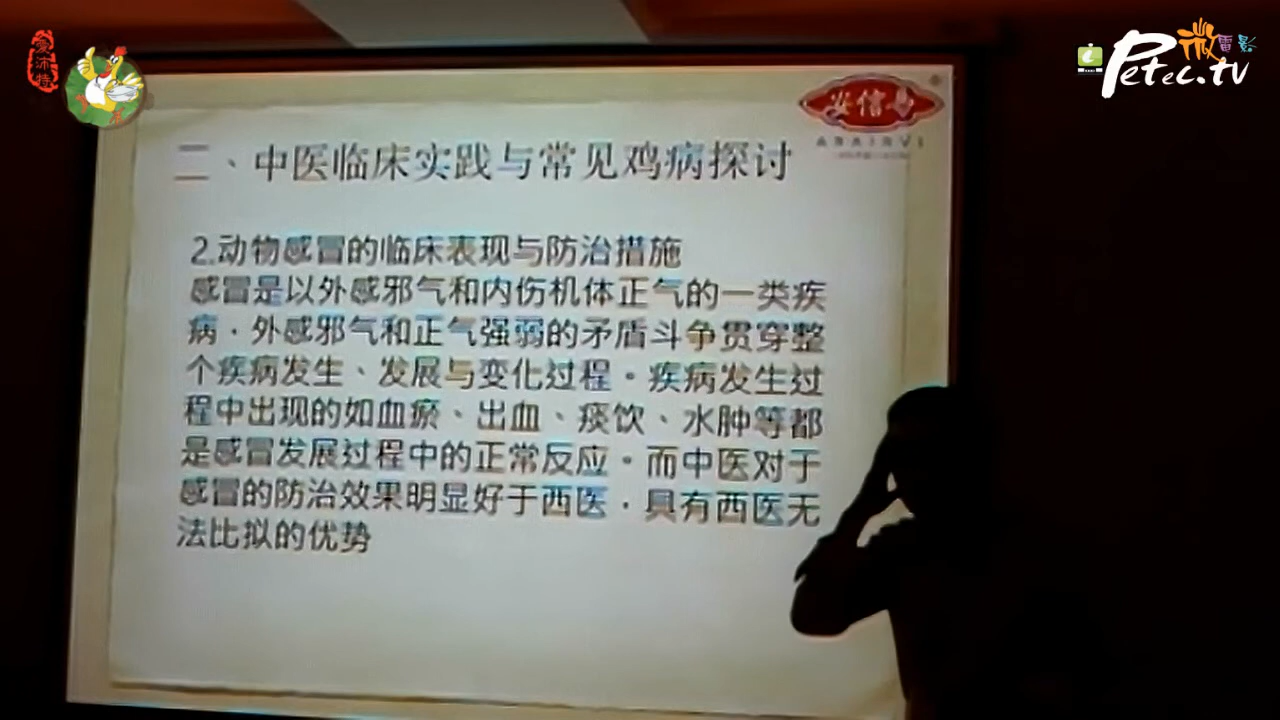 爱沛特
微電影
Petec.tv
信
二、中医临床实践与常见鸡病探讨
2.动物感冒的临床表现与防治措施
感冒是以外感邪气和内伤机体正气的一类疾
病，外感邪气和正气强弱的矛盾斗争贯穿整
个疾病发生、发展与变化过程。疾病发生过
程中出现的如血瘀、出血、痰饮、水肿等都
是感冒发展过程中的正常反应。而中医对于
感冒的防治效果明显好于西医，具有西医无
法比拟的优势